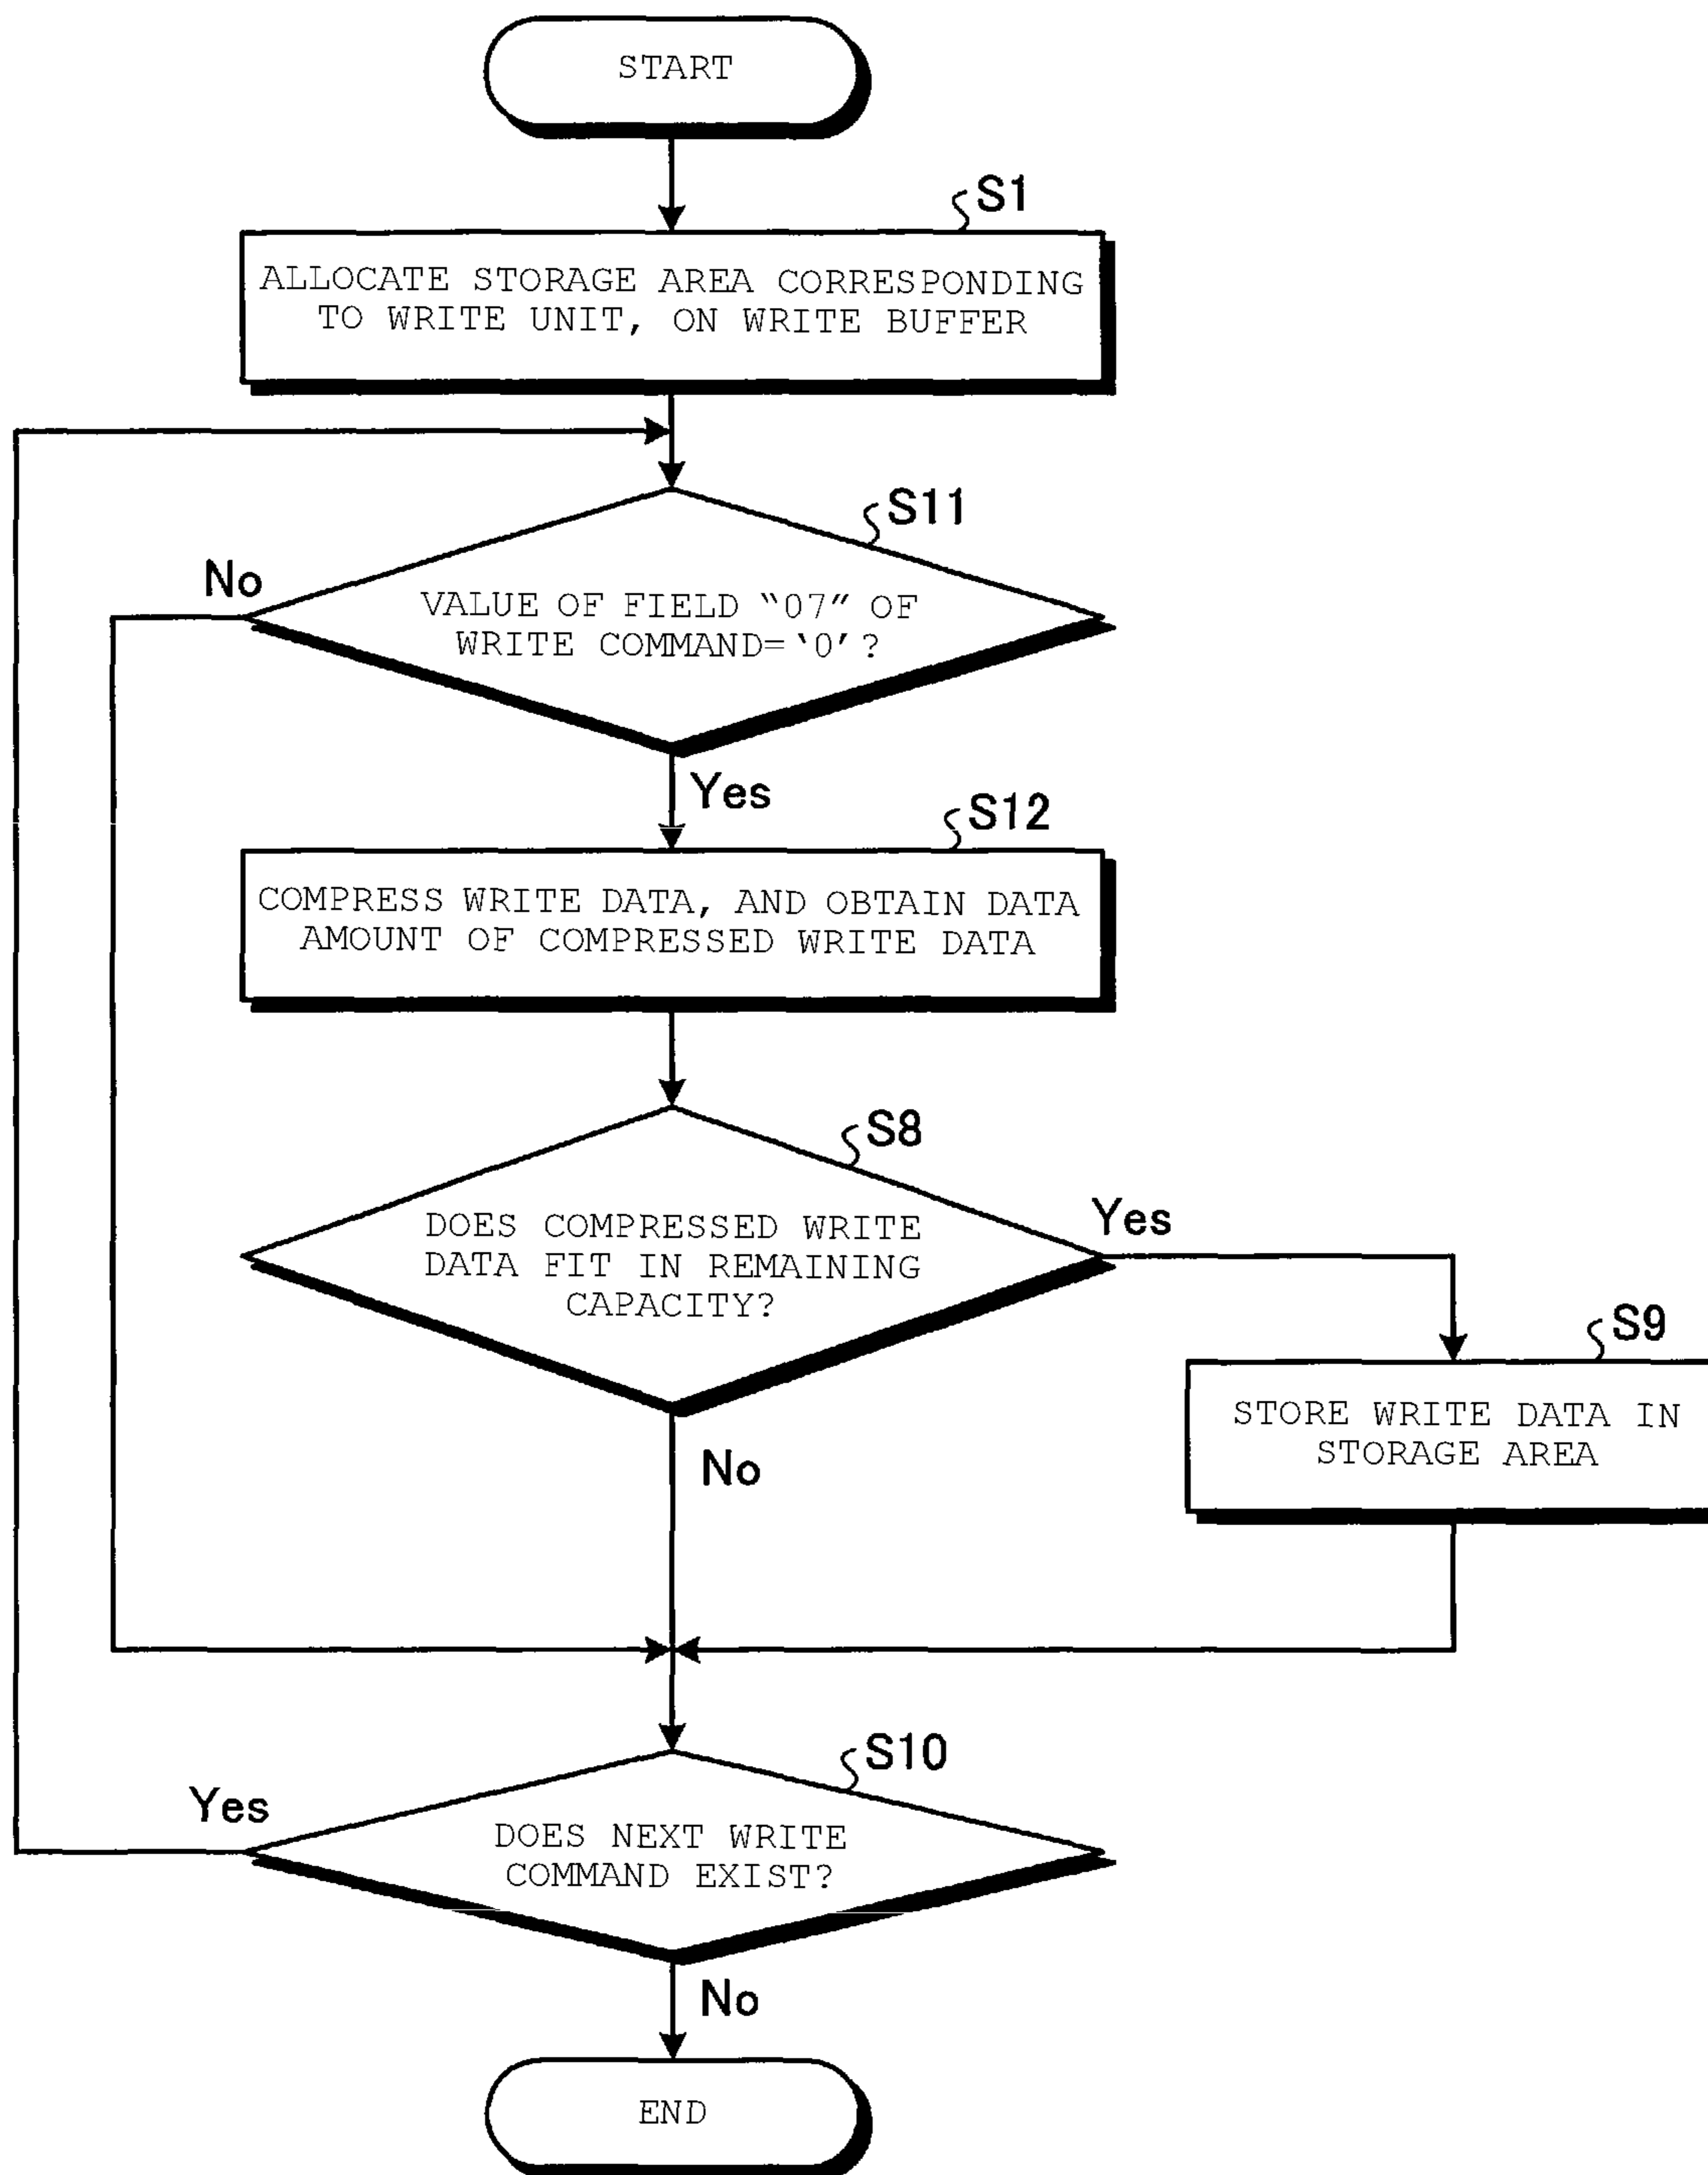 START
S1
ALLOCATE STORAGE AREA CORRESPONDING
TO WRITE UNIT, ON WRITE BUFFER
S11
No
VALUE OF FIELD “07” OF
WRITE COMMAND=‘0’?
Yes
S12
COMPRESS WRITE DATA, AND OBTAIN DATA
AMOUNT OF COMPRESSED WRITE DATA
S8
DOES COMPRESSED WRITE
DATA FIT IN REMAINING
CAPACITY?
Yes
S9
STORE WRITE DATA IN
STORAGE AREA
No
S10
Yes
DOES NEXT WRITE
COMMAND EXIST?
No
END